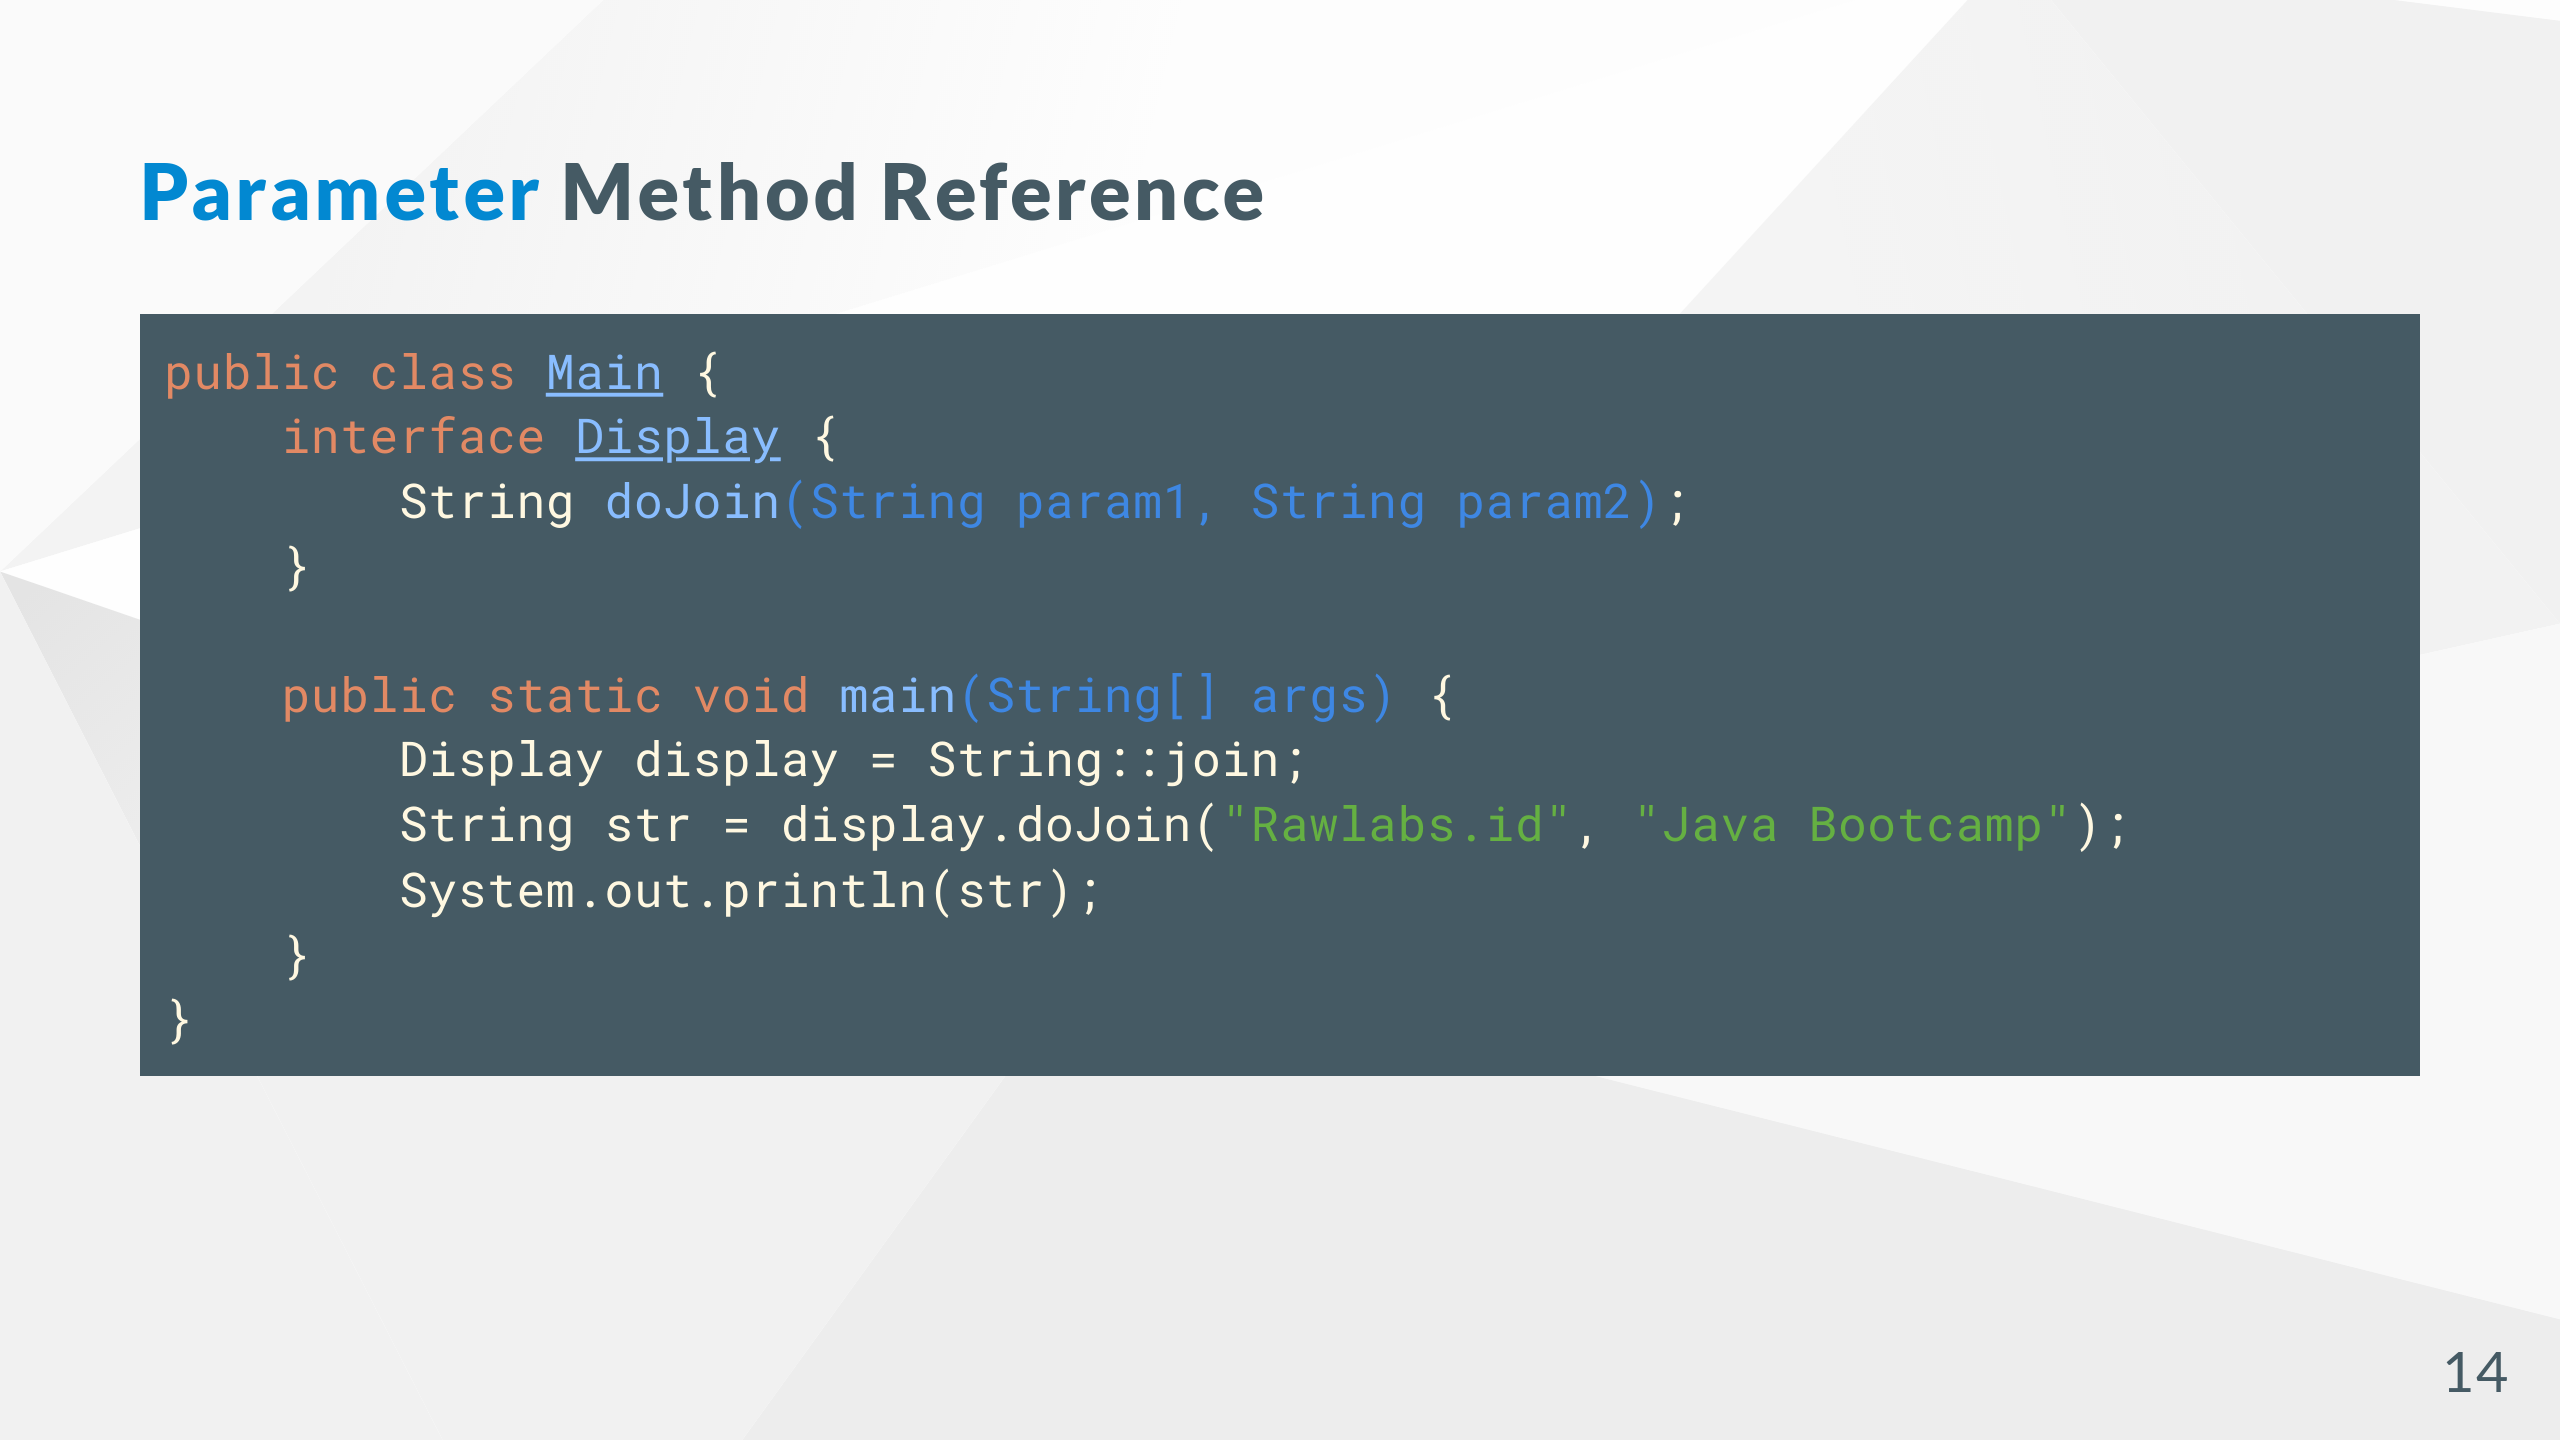 Parameter Method Reference
public class Main {
    interface Display {
        String doJoin(String param1, String param2);
    }

    public static void main(String[] args) {
        Display display = String::join;
        String str = display.doJoin("Rawlabs.id", "Java Bootcamp");
        System.out.println(str);
    }
}
14